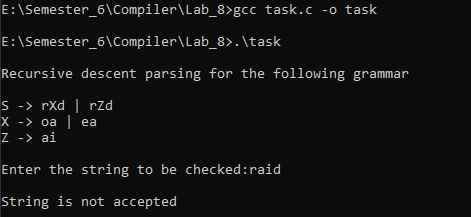 E:\Semester_6\Compiler\Lab_8>gcc task.c -o task
E:\Semester_6\Compiler\Lab_8>.\task
Recursive descent parsing for the following grammar
S -> rXd | rZd
X -> oa | ea
Z -> ai
Enter the string to be checked:raid
String is not accepted